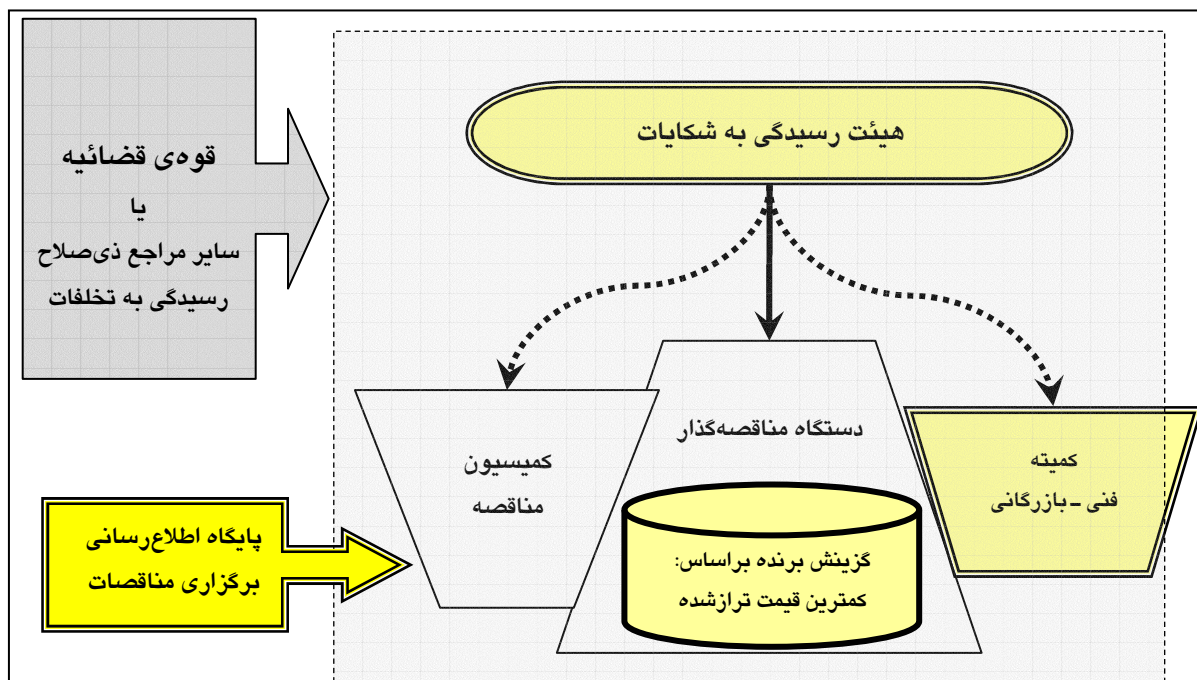 هیئت رسیدگی به شکایات
قوه‌ی قضائیه
یا
سایر مراجع ذی‌صلاح
رسیدگی به تخلفات
دستگاه مناقصه‌گذار
کمیسیون
مناقصه
کمیته
فنی ـ بازرگانی
پایگاه اطلاع‌رسانی
برگزاری مناقصات
گزینش برنده براساس:
کمترین قیمت ترازشده